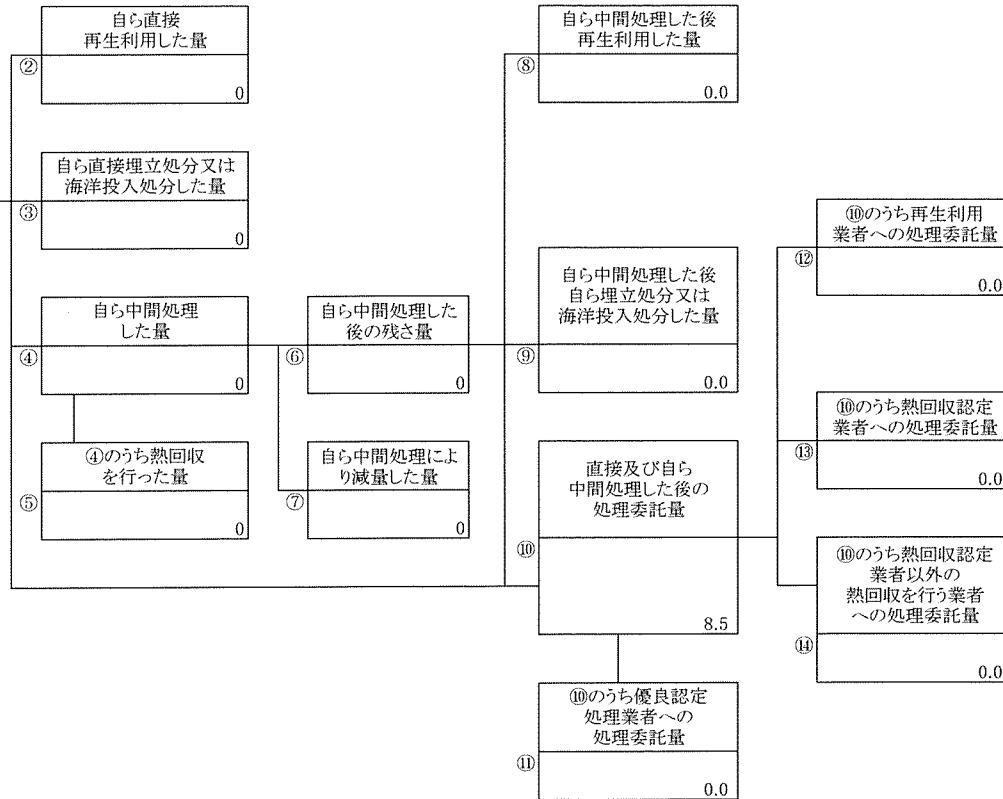 自ら直接
再生利用した量
②
0
自ら直接埋立処分又は
海洋投入処分した量
③
0
自ら中間処理
した量
④
0
④のうち熱回収
を行った量
⑤
0
自ら中間処理した
後の残さ量
⑥
0
自ら中間処理によ
り減量した量
⑦
0
自ら中間処理した後
再生利用した量
⑧
0.0
自ら中間処理した後
自ら埋立処分又は
海洋投入処分した量
⑨
0.0
直接及び自ら
中間処理した後の
処理委託量
⑩
8.5
⑩のうち優良認定
処理業者への
処理委託量
⑪
0.0
⑩のうち再生利用
業者への処理委託量
⑫
0.0
⑩のうち熱回収認定
業者への処理委託量
⑬
0.0
⑩のうち熱回収認定
業者以外の
熱回収を行う業者
への処理委託量
⑭
0.0